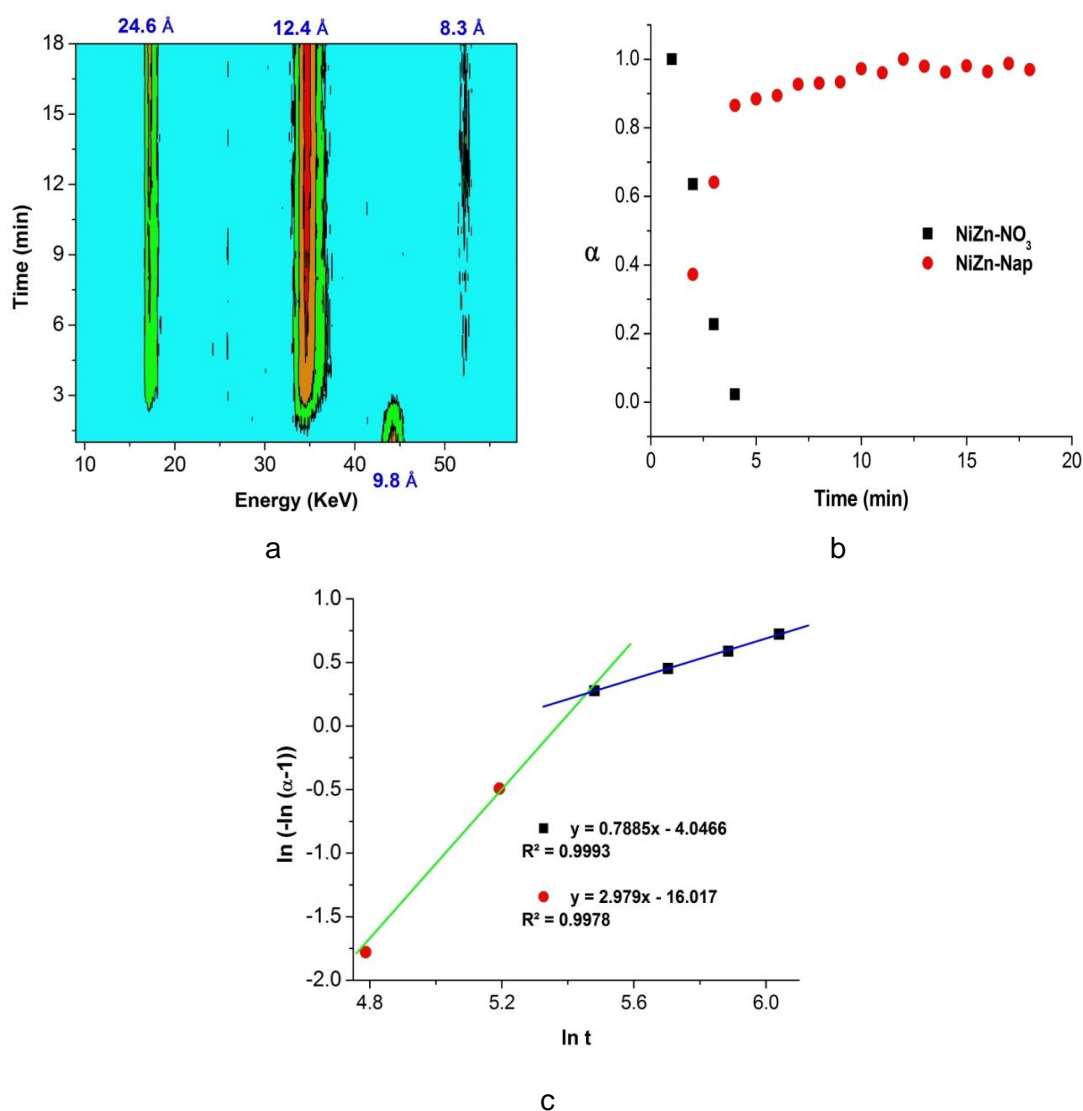 24.6 Å 12.4 Å 8.3 Å
18
15
12
9
6
3
Time (min)
10 20 30 40 50
9.8 Å
Energy (KeV)
a
1.0
0.8
0.6
0.4
0.2
0.0
α
NiZn-NO₃
NiZn-Nap
0 5 10 15 20
Time (min)
b
1.0
0.5
0.0
-0.5
-1.0
-1.5
-2.0
ln (-ln (α-1))
y = 0.7885x - 4.0466
R² = 0.9993
y = 2.979x - 16.017
R² = 0.9978
4.8 5.2 5.6 6.0
ln t
c